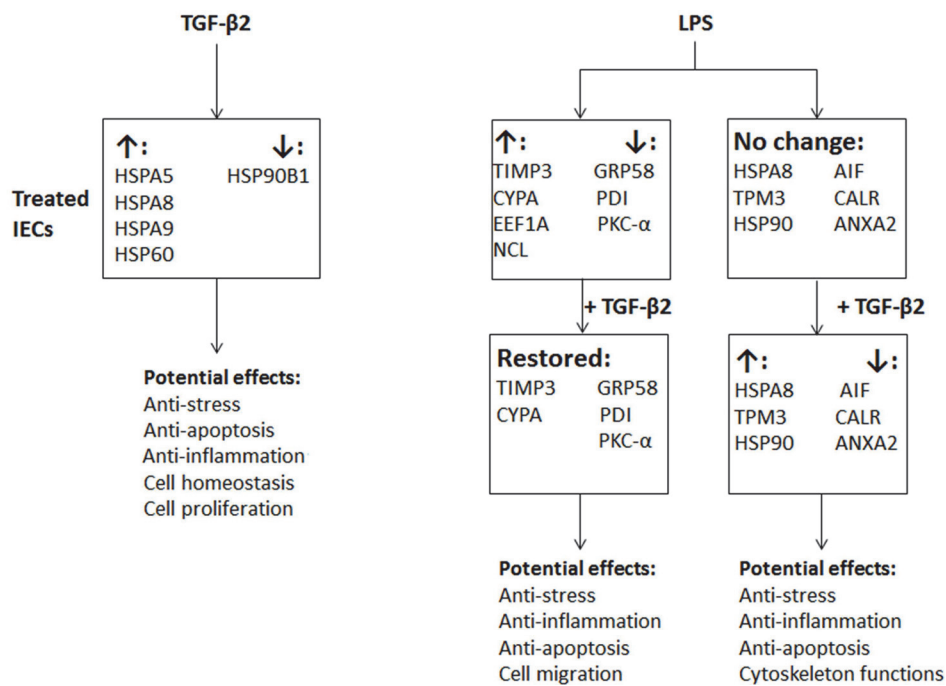 TGF-β2
LPS
Treated
IECs
↑: ↓:
HSPA5 HSP90B1
HSPA8
HSPA9
HSP60
↑: ↓:
TIMP3 GRP58
CYPA PDI
EEF1A PKC-α
NCL
No change:
HSPA8 AIF
TPM3 CALR
HSP90 ANXA2
+ TGF-β2
+ TGF-β2
Restored:
TIMP3 GRP58
CYPA PDI
PKC-α
↑: ↓:
HSPA8 AIF
TPM3 CALR
HSP90 ANXA2
Potential effects:
Anti-stress
Anti-apoptosis
Anti-inflammation
Cell homeostasis
Cell proliferation
Potential effects:
Anti-stress
Anti-inflammation
Anti-apoptosis
Cell migration
Potential effects:
Anti-stress
Anti-inflammation
Anti-apoptosis
Cytoskeleton functions